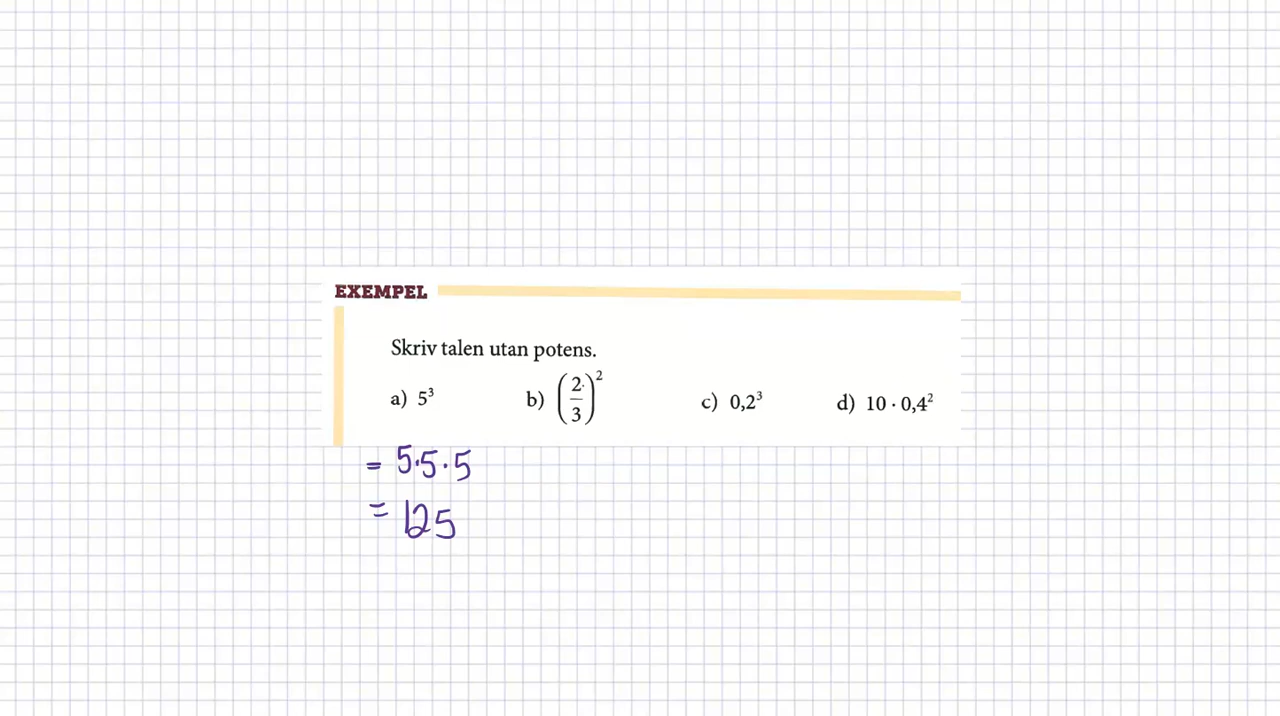 EXEMPEL
Skriv talen utan potens.
a) 5³ b) (2/3)² c) 0,2³ d) 10 · 0,4²
= 5·5·5
= 125